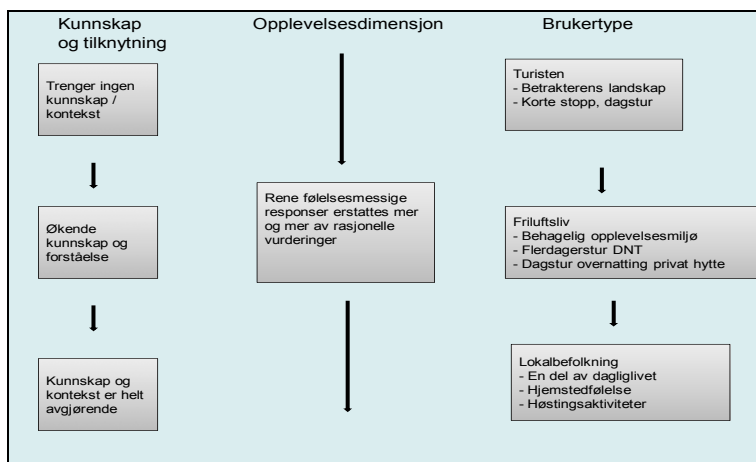 Kunnskap
og tilknytning
Trenger ingen
kunnskap /
kontekst
Økende
kunnskap og
forståelse
Kunnskap og
kontekst er helt
avgjørende
Opplevelsesdimensjon
Rene følelsesmessige
responser erstattes mer
og mer av rasjonelle
vurderinger
Brukertype
Turisten
- Betrakterens landskap
- Korte stopp, dagstur
Friluftsliv
- Behagelig opplevelsesmiljø
- Flerdagerstur DNT
- Dagstur overnatting privat hytte
Lokalbefolkning
- En del av dagliglivet
- Hjemstedfølelse
- Høstingsaktiviteter